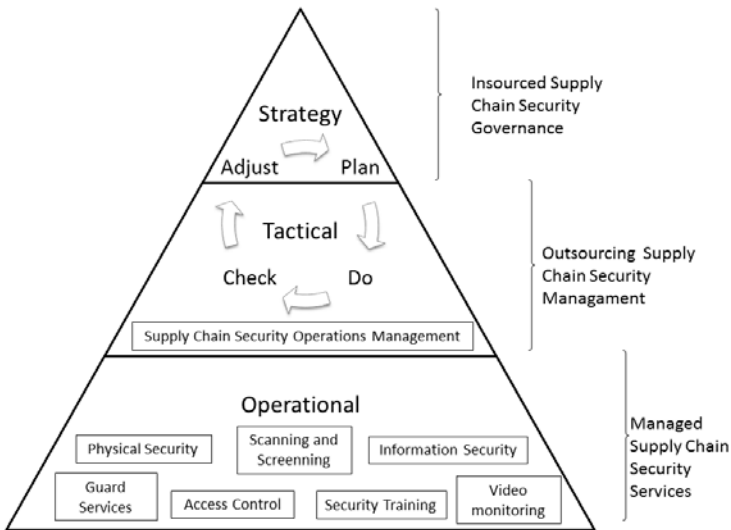 Strategy
Adjust
Plan
Insourced Supply
Chain Security
Governance
Tactical
Check
Do
Supply Chain Security Operations Management
Outsourcing Supply
Chain Security
Managament
Operational
Physical Security
Scanning and
Screenning
Information Security
Guard
Services
Access Control
Security Training
Video
monitoring
Managed
Supply Chain
Security
Services